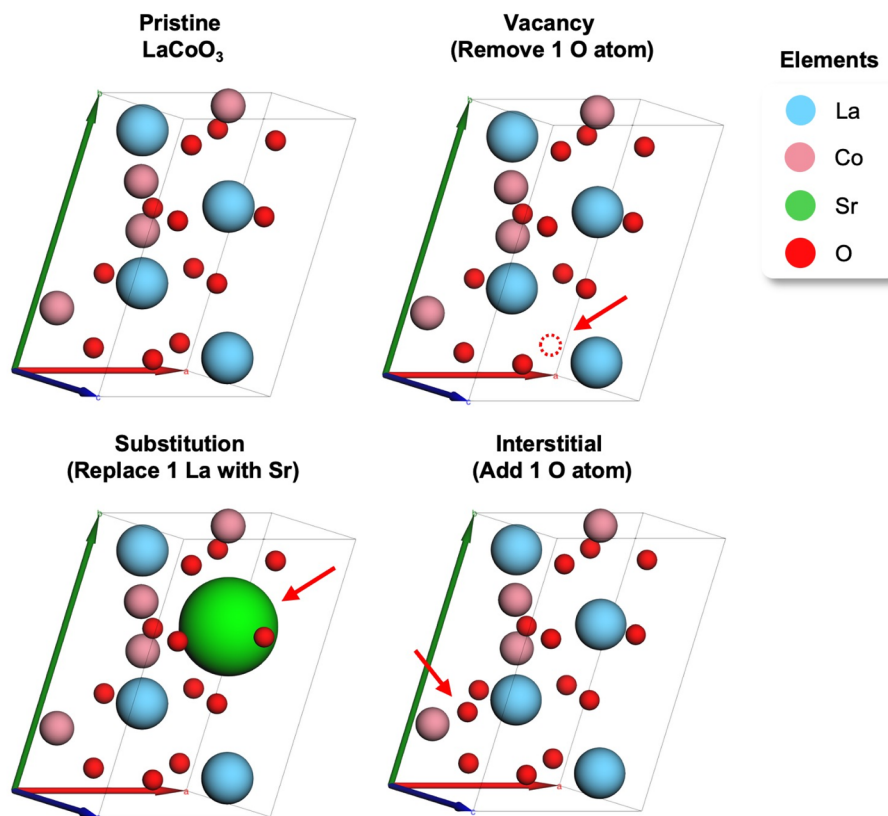 Pristine
LaCoO₃
Vacancy
(Remove 1 O atom)
Elements
La
Co
Sr
O
b
a
c
b
a
c
Substitution
(Replace 1 La with Sr)
Interstitial
(Add 1 O atom)
b
a
b
a
c